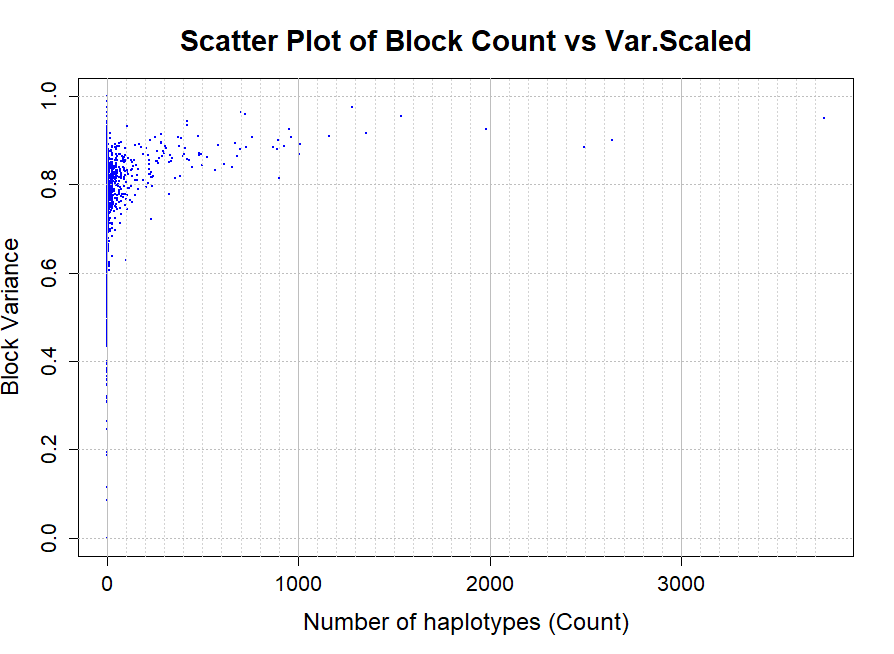 Scatter Plot of Block Count vs Var.Scaled
Block Variance
1.0
0.8
0.6
0.4
0.2
0.0
0 1000 2000 3000
Number of haplotypes (Count)